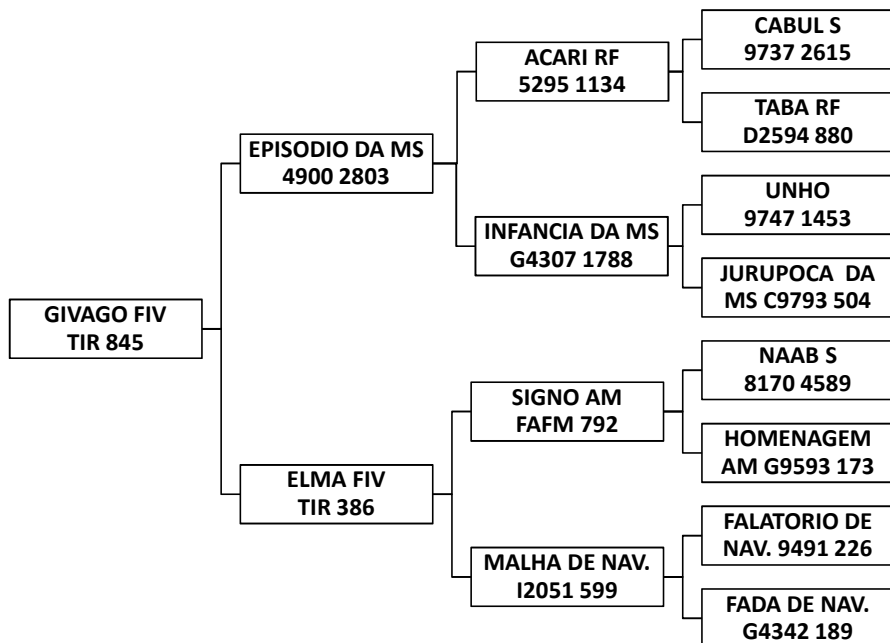 CABUL S
9737 2615
ACARI RF
5295 1134
TABA RF
D2594 880
EPISODIO DA MS
4900 2803
UNHO
9747 1453
INFANCIA DA MS
G4307 1788
JURUPOCA DA
MS C9793 504
GIVAGO FIV
TIR 845
NAAB S
8170 4589
SIGNO AM
FAFM 792
HOMENAGEM
AM G9593 173
ELMA FIV
TIR 386
FALATORIO DE
NAV. 9491 226
MALHA DE NAV.
I2051 599
FADA DE NAV.
G4342 189